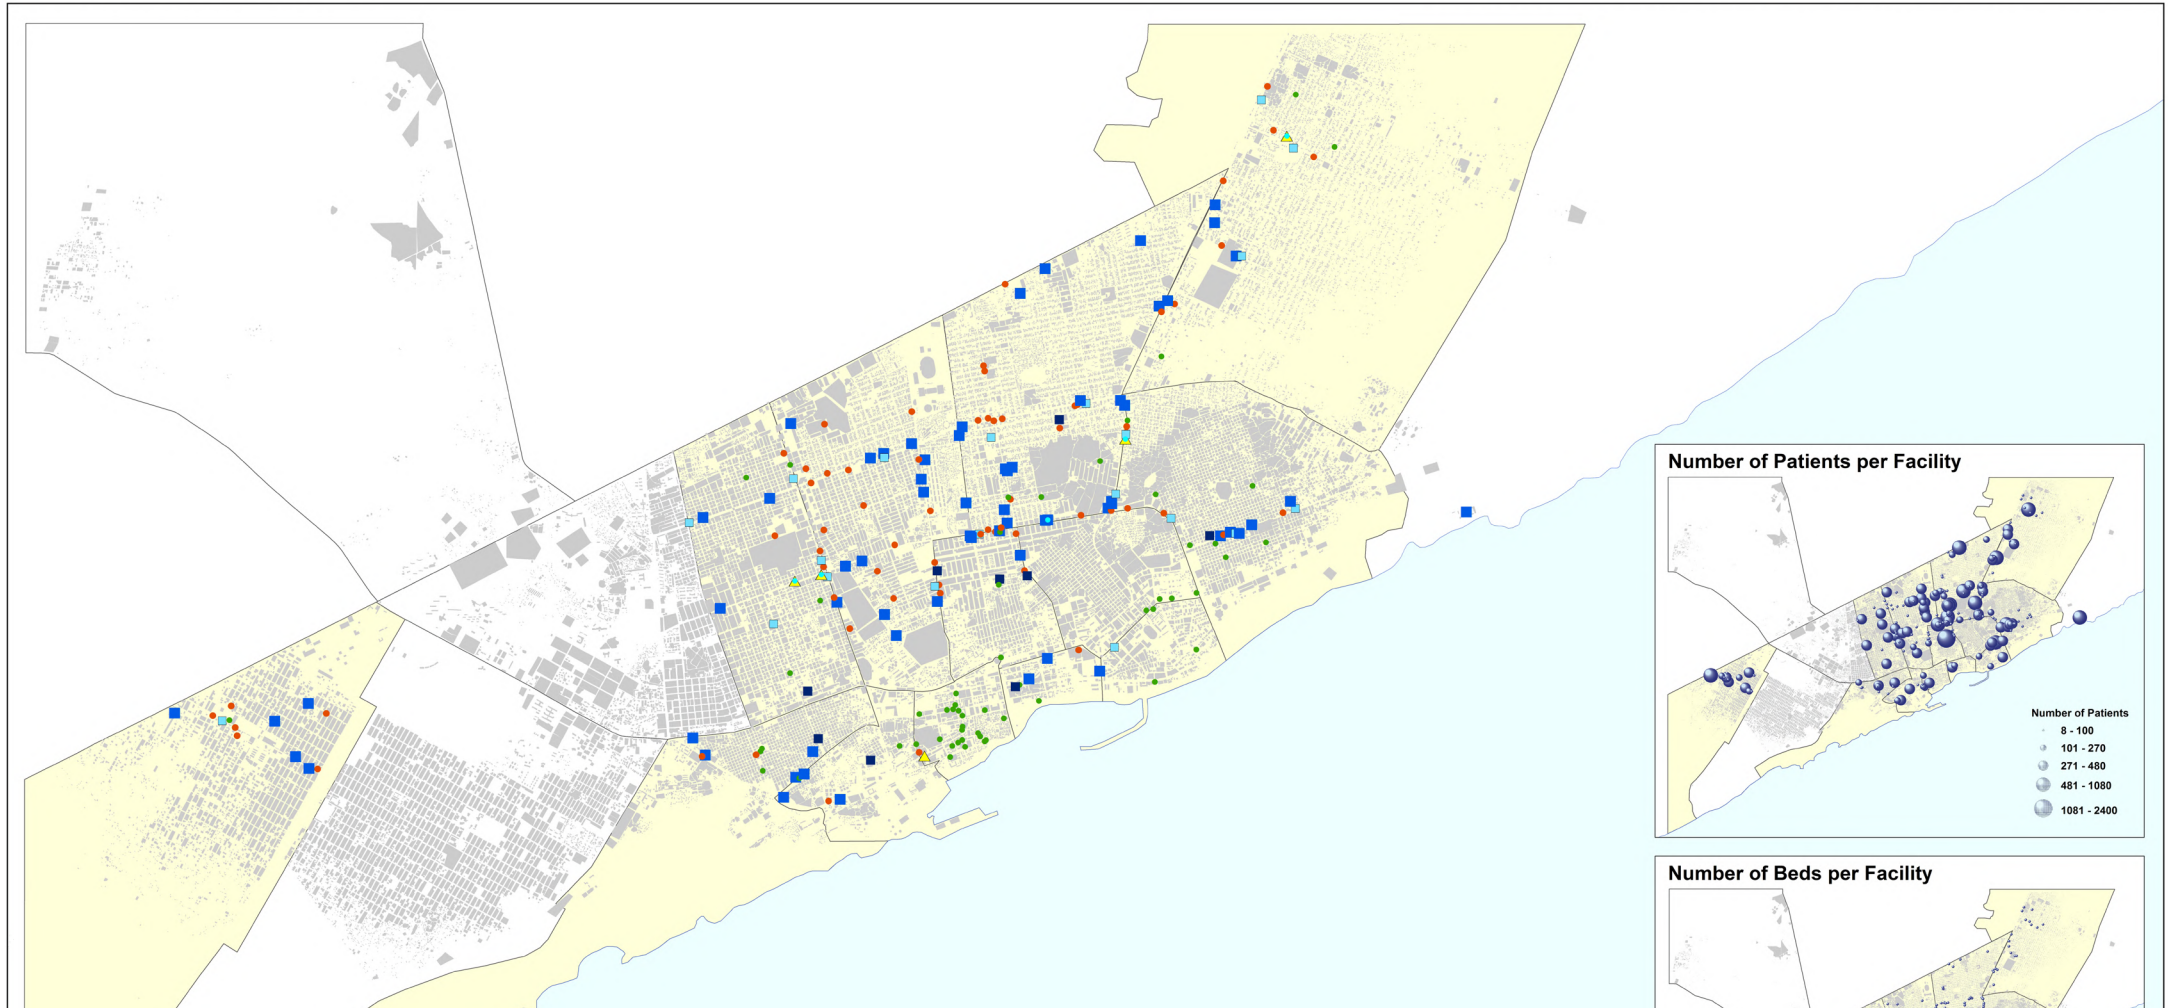 Number of Patients per Facility
Number of Patients
8 - 100
101 - 270
271 - 480
481 - 1080
1081 - 2400
Number of Beds per Facility